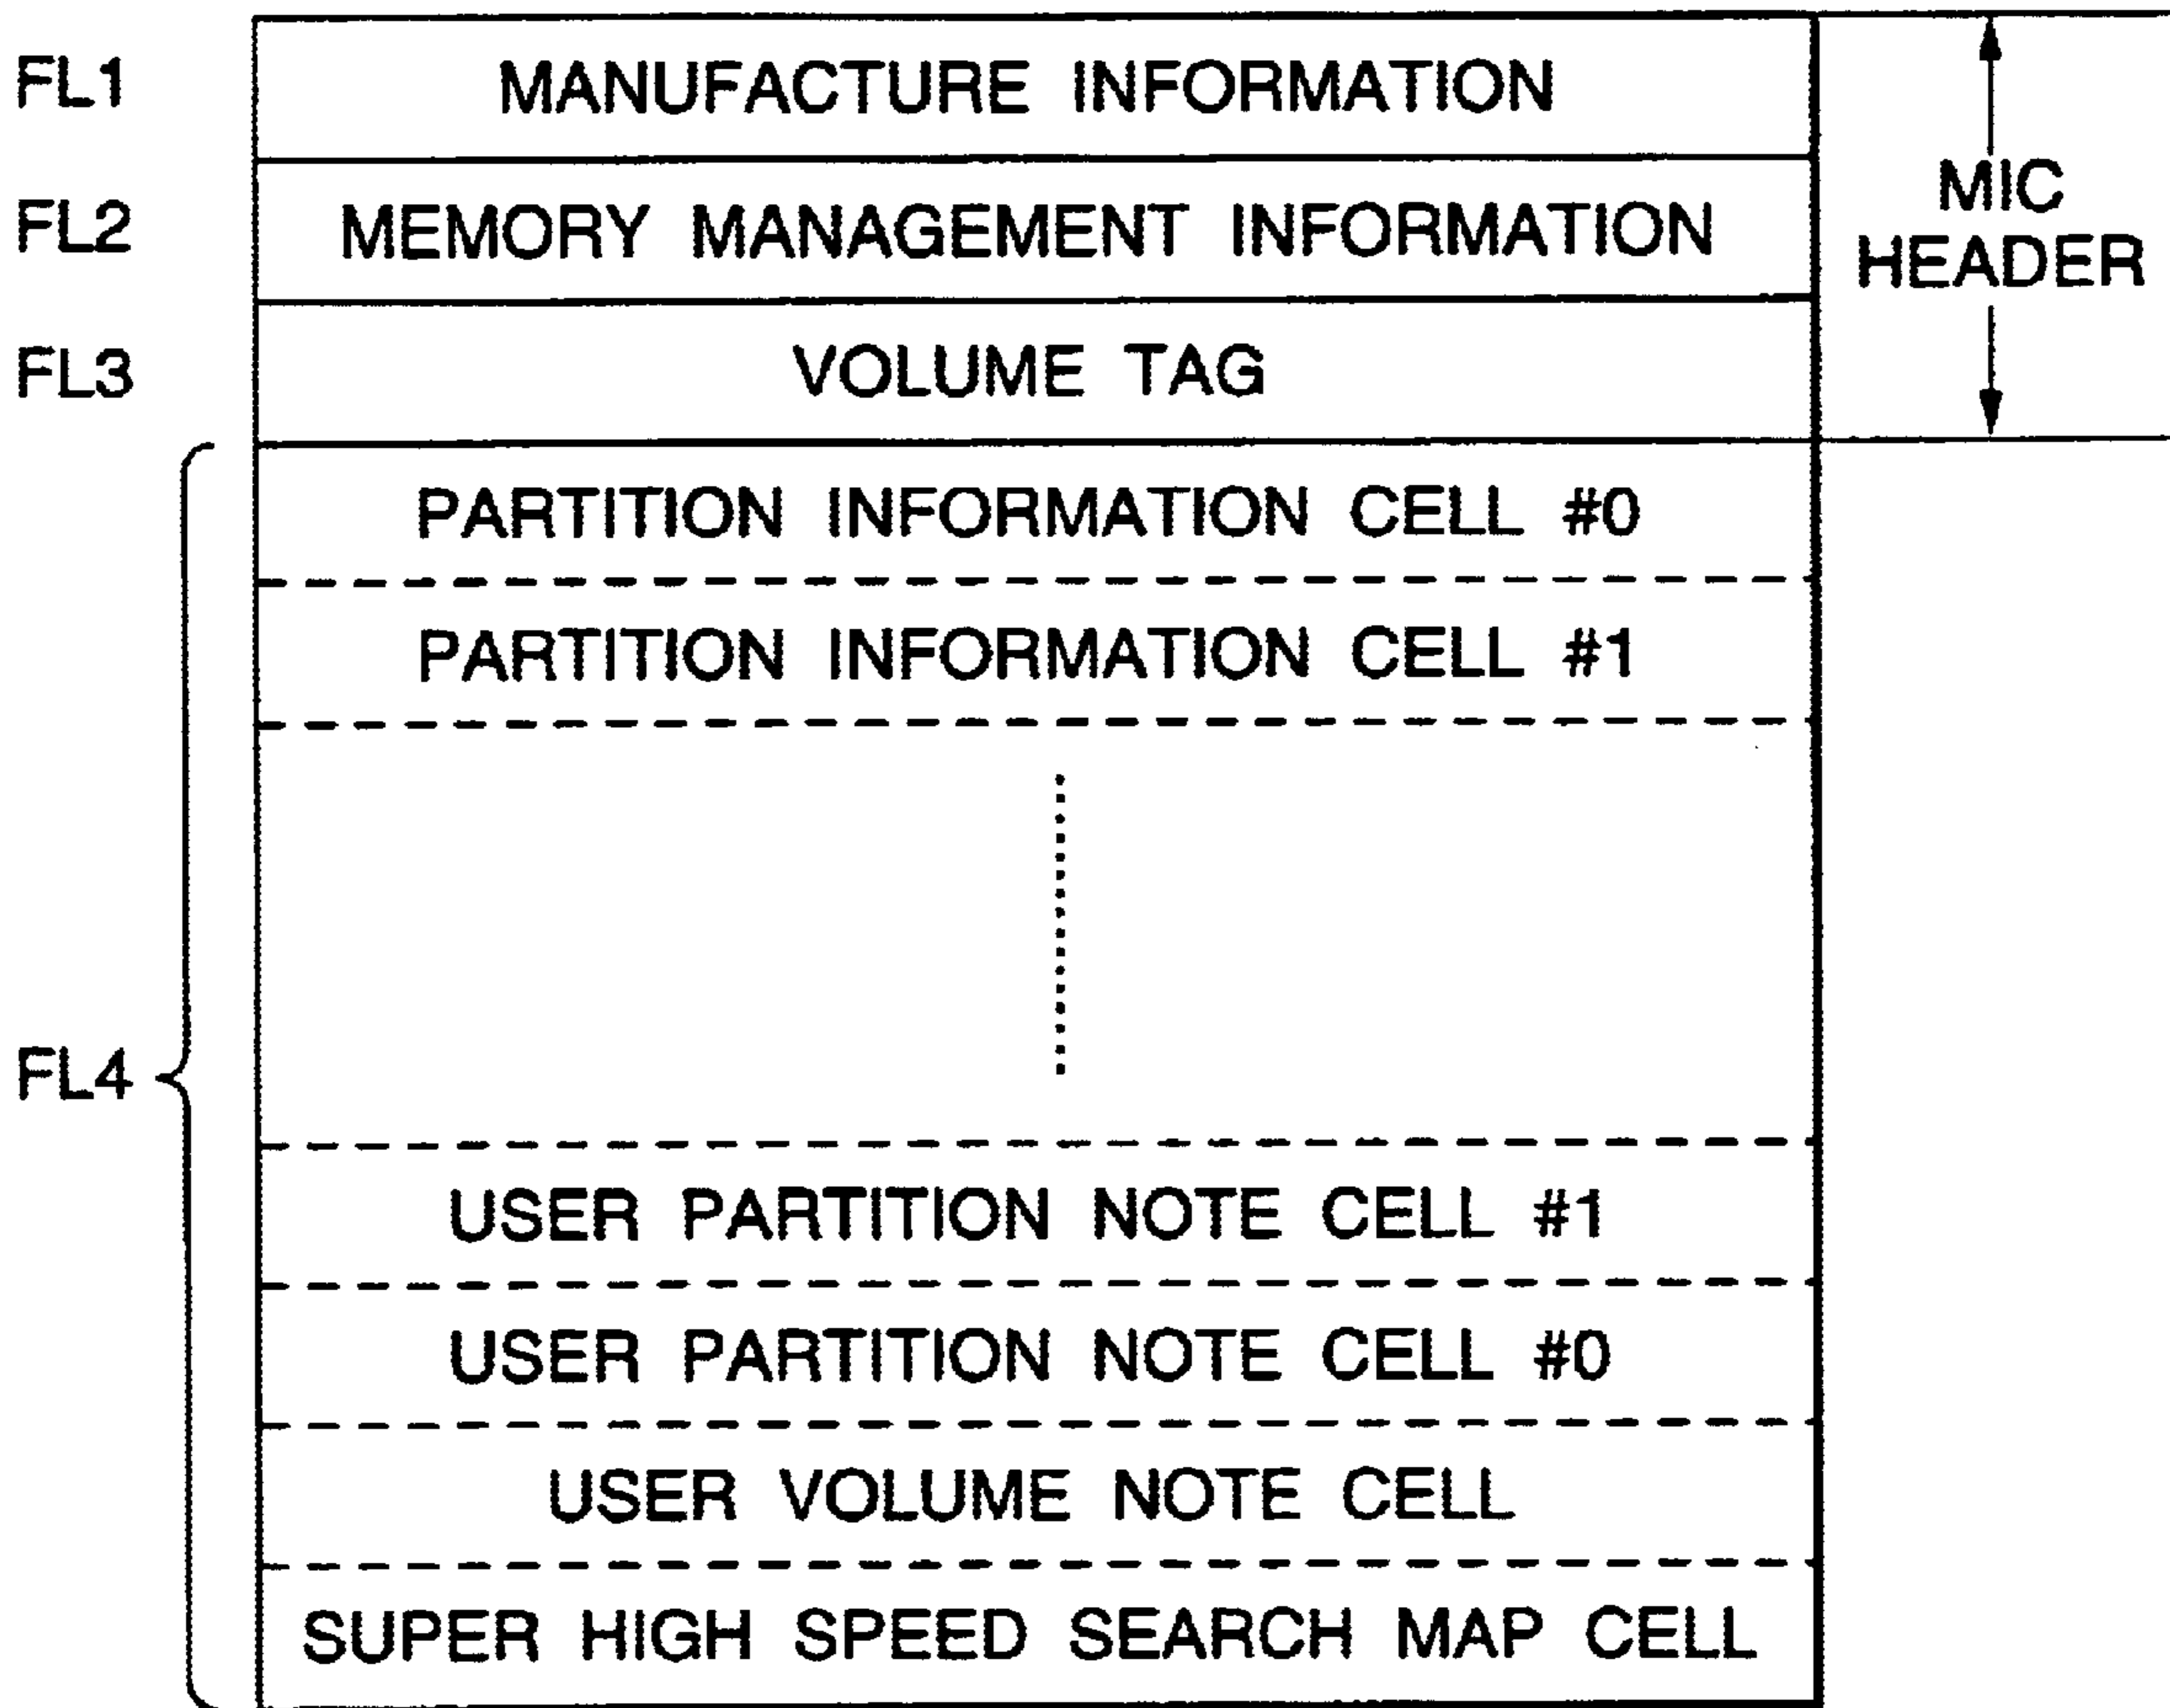 FL1 MANUFACTURE INFORMATION
FL2 MEMORY MANAGEMENT INFORMATION
FL3 VOLUME TAG
MIC
HEADER
PARTITION INFORMATION CELL #0
PARTITION INFORMATION CELL #1
FL4
USER PARTITION NOTE CELL #1
USER PARTITION NOTE CELL #0
USER VOLUME NOTE CELL
SUPER HIGH SPEED SEARCH MAP CELL